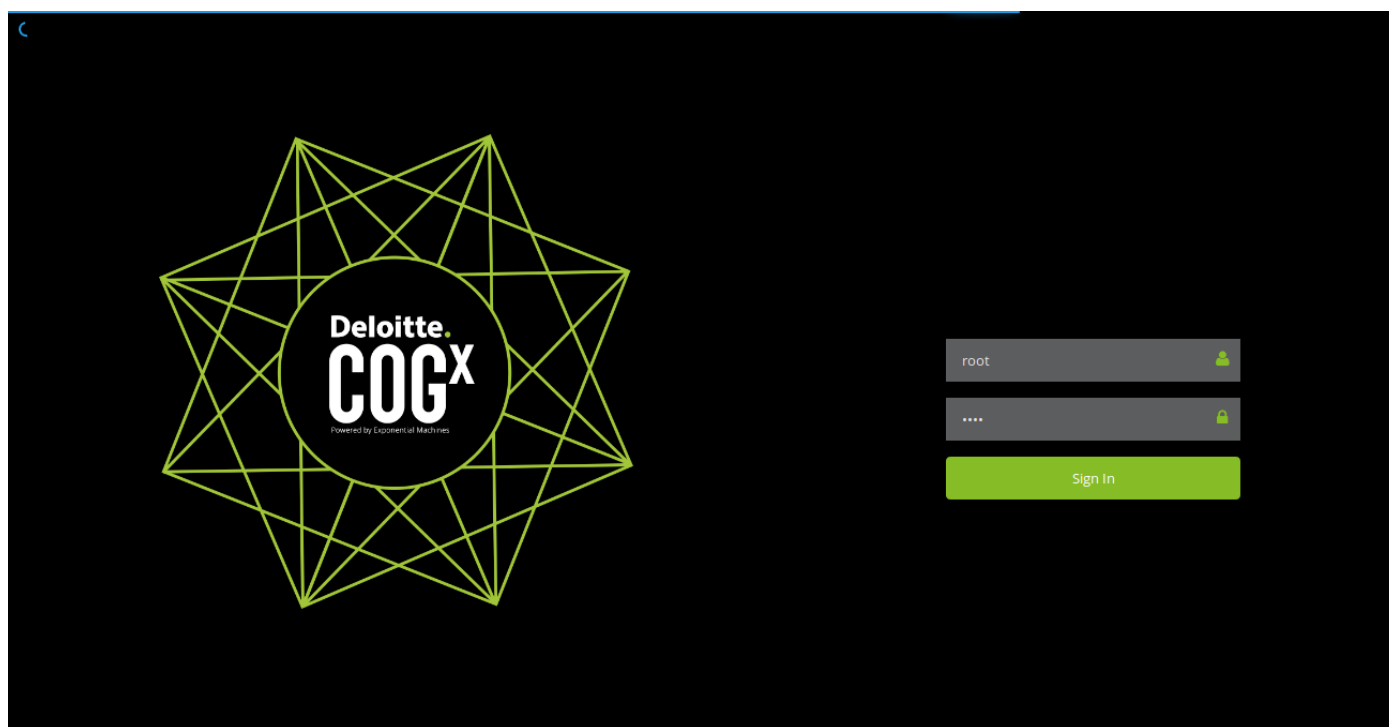 Deloitte.
COGX
Powered by Exponential Machines
root
••••
Sign In